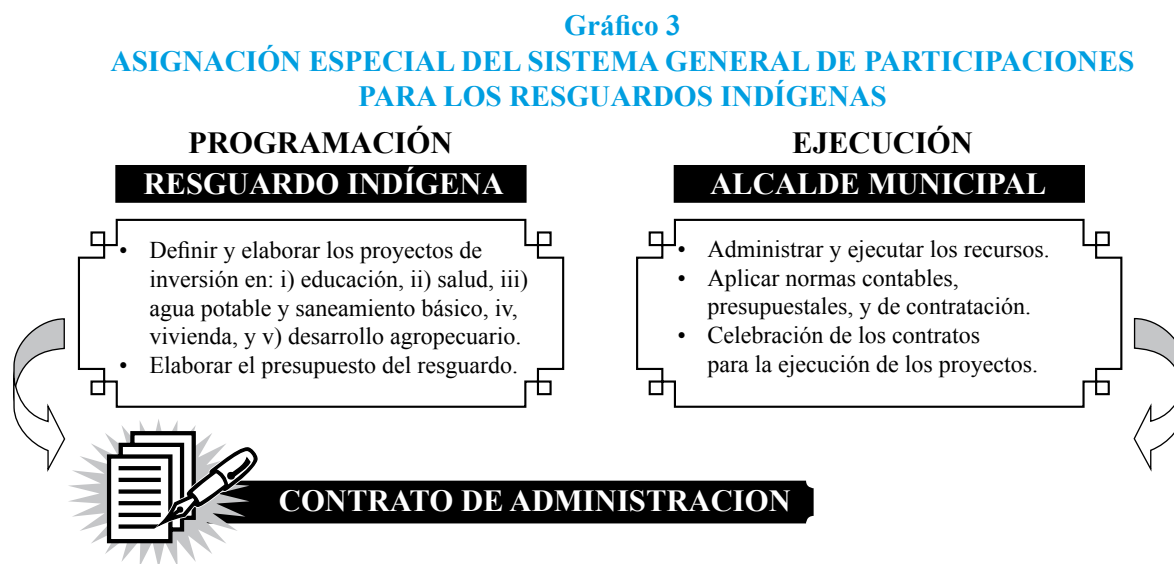 Gráfico 3
ASIGNACIÓN ESPECIAL DEL SISTEMA GENERAL DE PARTICIPACIONES
PARA LOS RESGUARDOS INDÍGENAS
PROGRAMACIÓN
RESGUARDO INDÍGENA
• Definir y elaborar los proyectos de
inversión en: i) educación, ii) salud, iii)
agua potable y saneamiento básico, iv,
vivienda, y v) desarrollo agropecuario.
• Elaborar el presupuesto del resguardo.
EJECUCIÓN
ALCALDE MUNICIPAL
• Administrar y ejecutar los recursos.
• Aplicar normas contables,
presupuestales, y de contratación.
• Celebración de los contratos
para la ejecución de los proyectos.
CONTRATO DE ADMINISTRACION